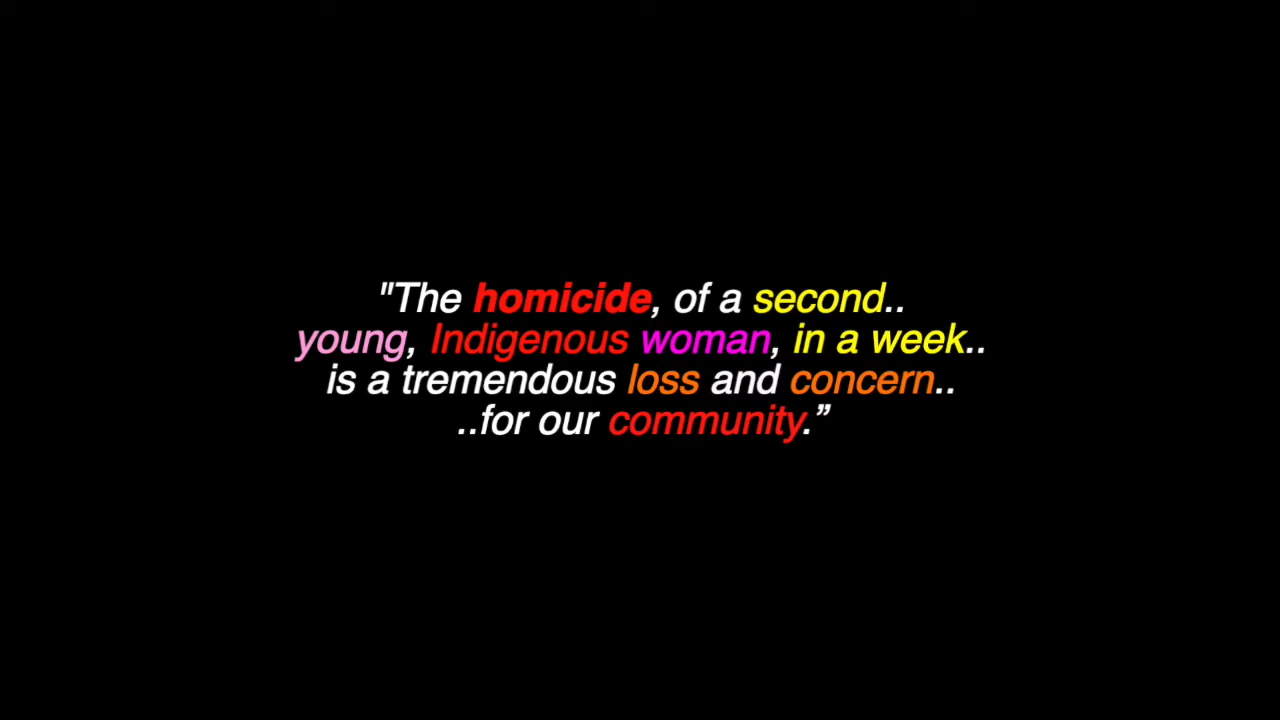 "The homicide, of a second..
young, Indigenous woman, in a week..
is a tremendous loss and concern..
..for our community.”